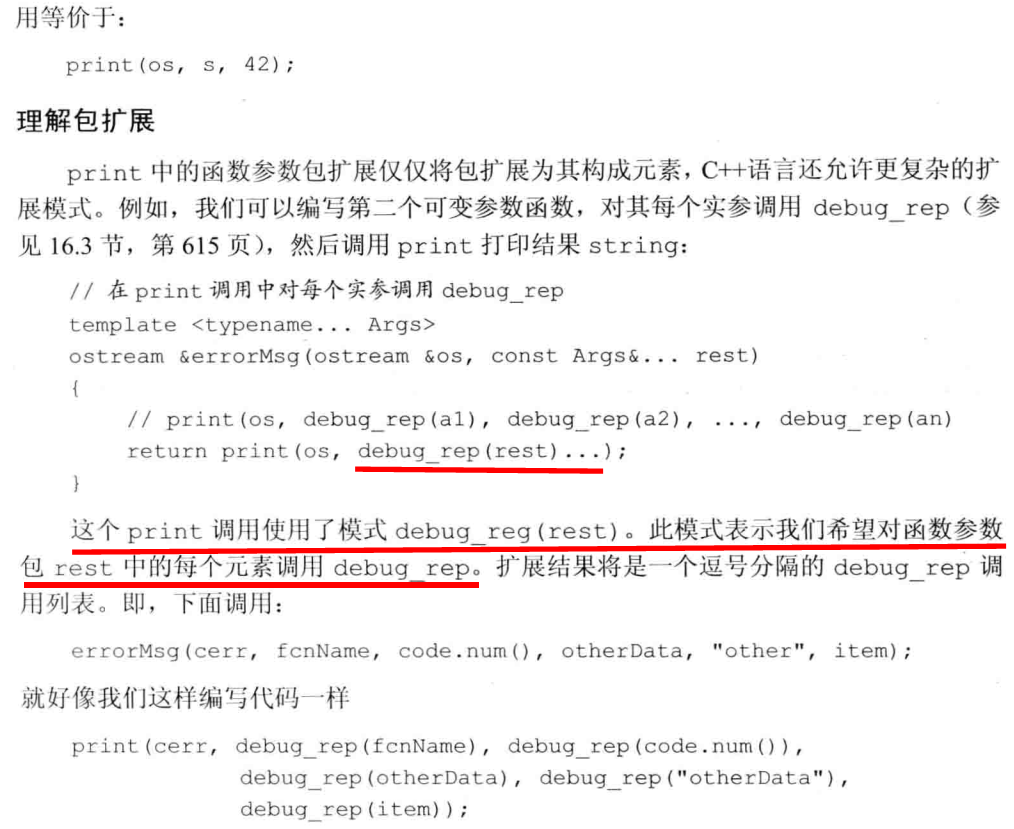 用等价于：
print(os, s, 42);
理解包扩展
print 中的函数参数包扩展仅仅将包扩展为其构成元素，C++语言还允许更复杂的扩
展模式。例如，我们可以编写第二个可变参数函数，对其每个实参调用 debug_rep（参
见 16.3 节，第 615 页），然后调用 print 打印结果 string：
// 在 print 调用中对每个实参调用 debug_rep
template <typename... Args>
ostream &errorMsg(ostream &os, const Args&... rest)
{
// print(os, debug_rep(a1), debug_rep(a2), ..., debug_rep(an)
return print(os, debug_rep(rest)...);
}
这个 print 调用使用了模式 debug_reg(rest)。此模式表示我们希望对函数参数
包 rest 中的每个元素调用 debug_rep。扩展结果将是一个逗号分隔的 debug_rep 调
用列表。即，下面调用：
errorMsg(cerr, fcnName, code.num(), otherData, "other", item);
就好像我们这样编写代码一样
print(cerr, debug_rep(fcnName), debug_rep(code.num()),
debug_rep(otherData), debug_rep("otherData"),
debug_rep(item));